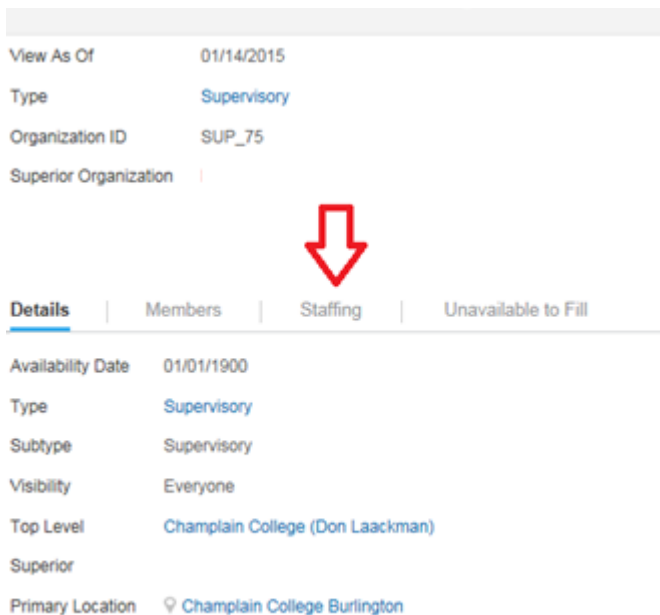 View As Of 01/14/2015
Type Supervisory
Organization ID SUP_75
Superior Organization
Details Members Staffing Unavailable to Fill
Availability Date 01/01/1900
Type Supervisory
Subtype Supervisory
Visibility Everyone
Top Level Champlain College (Don Laackman)
Superior
Primary Location Champlain College Burlington